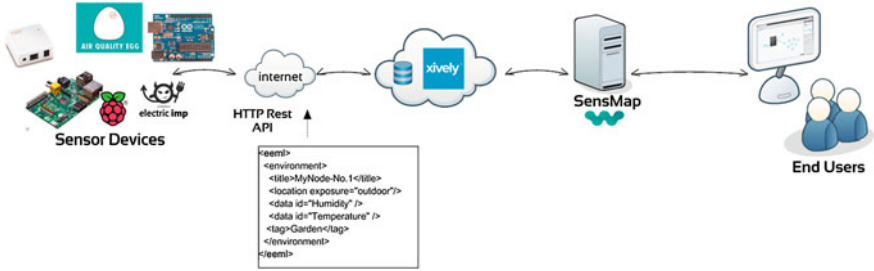 AIR QUALITY EGG
electric imp
Sensor Devices
internet
HTTP Rest
API
<eeml>
<environment>
<title>MyNode-No.1</title>
<location exposure="outdoor"/>
<data id="Humidity" />
<data id="Temperature" />
<tag>Garden</tag>
</environment>
</eeml>
xively
SensMap
End Users